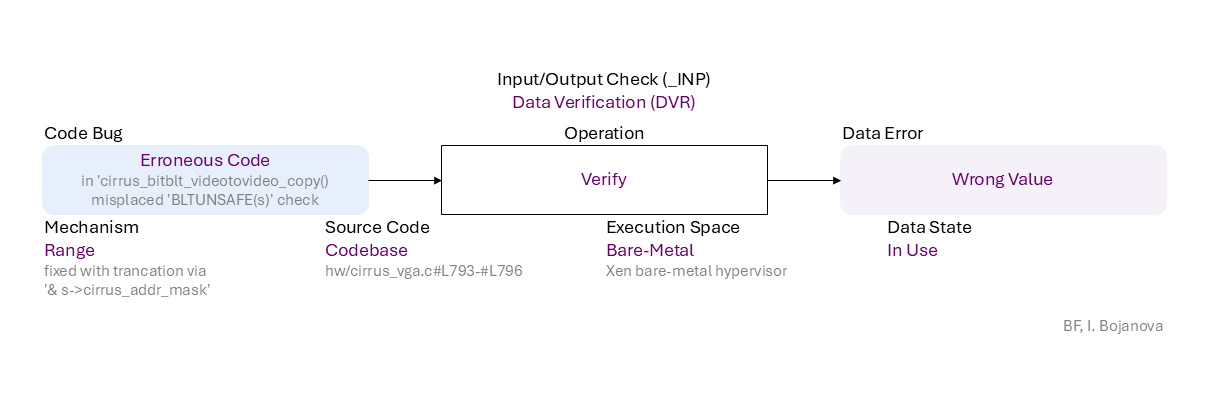 Input/Output Check (_INP)
Data Verification (DVR)
Code Bug
Operation
Data Error
Erroneous Code
in 'cirrus_bitblt_videotovideo_copy()
misplaced 'BLTUNSAFE(s)' check
Verify
Wrong Value
Mechanism
Source Code
Execution Space
Data State
Range
Codebase
Bare-Metal
In Use
fixed with trancation via
hw/cirrus_vga.c#L793-#L796
Xen bare-metal hypervisor
'& s->cirrus_addr_mask'
BF, I. Bojanova